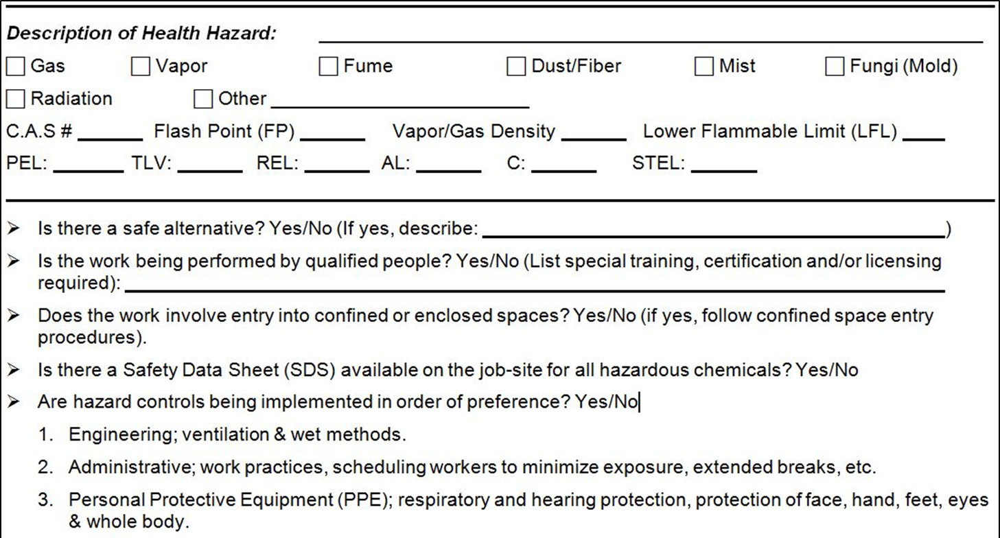 Description of Health Hazard: ____________________
Gas Vapor Fume Dust/Fiber Mist Fungi (Mold)
Radiation Other ____________________
C.A.S # ______ Flash Point (FP) ______ Vapor/Gas Density ______ Lower Flammable Limit (LFL) ____
PEL: ______ TLV: ______ REL: ______ AL: ______ C: ______ STEL: ______
➢ Is there a safe alternative? Yes/No (If yes, describe: ____________________)
➢ Is the work being performed by qualified people? Yes/No (List special training, certification and/or licensing
required): ____________________
➢ Does the work involve entry into confined or enclosed spaces? Yes/No (if yes, follow confined space entry
procedures).
➢ Is there a Safety Data Sheet (SDS) available on the job-site for all hazardous chemicals? Yes/No
➢ Are hazard controls being implemented in order of preference? Yes/No
1. Engineering; ventilation & wet methods.
2. Administrative; work practices, scheduling workers to minimize exposure, extended breaks, etc.
3. Personal Protective Equipment (PPE); respiratory and hearing protection, protection of face, hand, feet, eyes
& whole body.